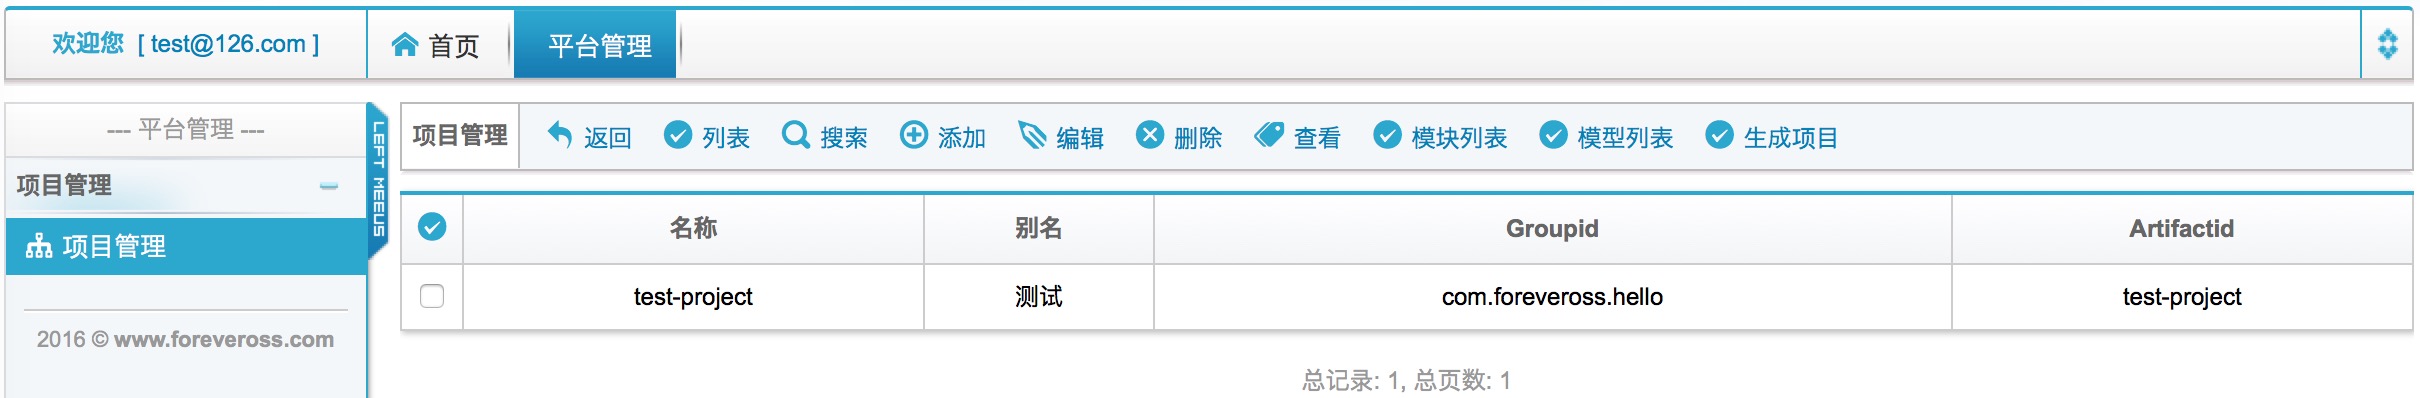 欢迎您 [ test@126.com ] 首页 平台管理
--- 平台管理 ---
项目管理
项目管理
2016 © www.foreveross.com
LEFT MEEUS
项目管理 返回 列表 搜索 添加 编辑 删除 查看 模块列表 模型列表 生成项目
名称 别名 Groupid Artifactid
test-project 测试 com.foreveross.hello test-project
总记录: 1, 总页数: 1